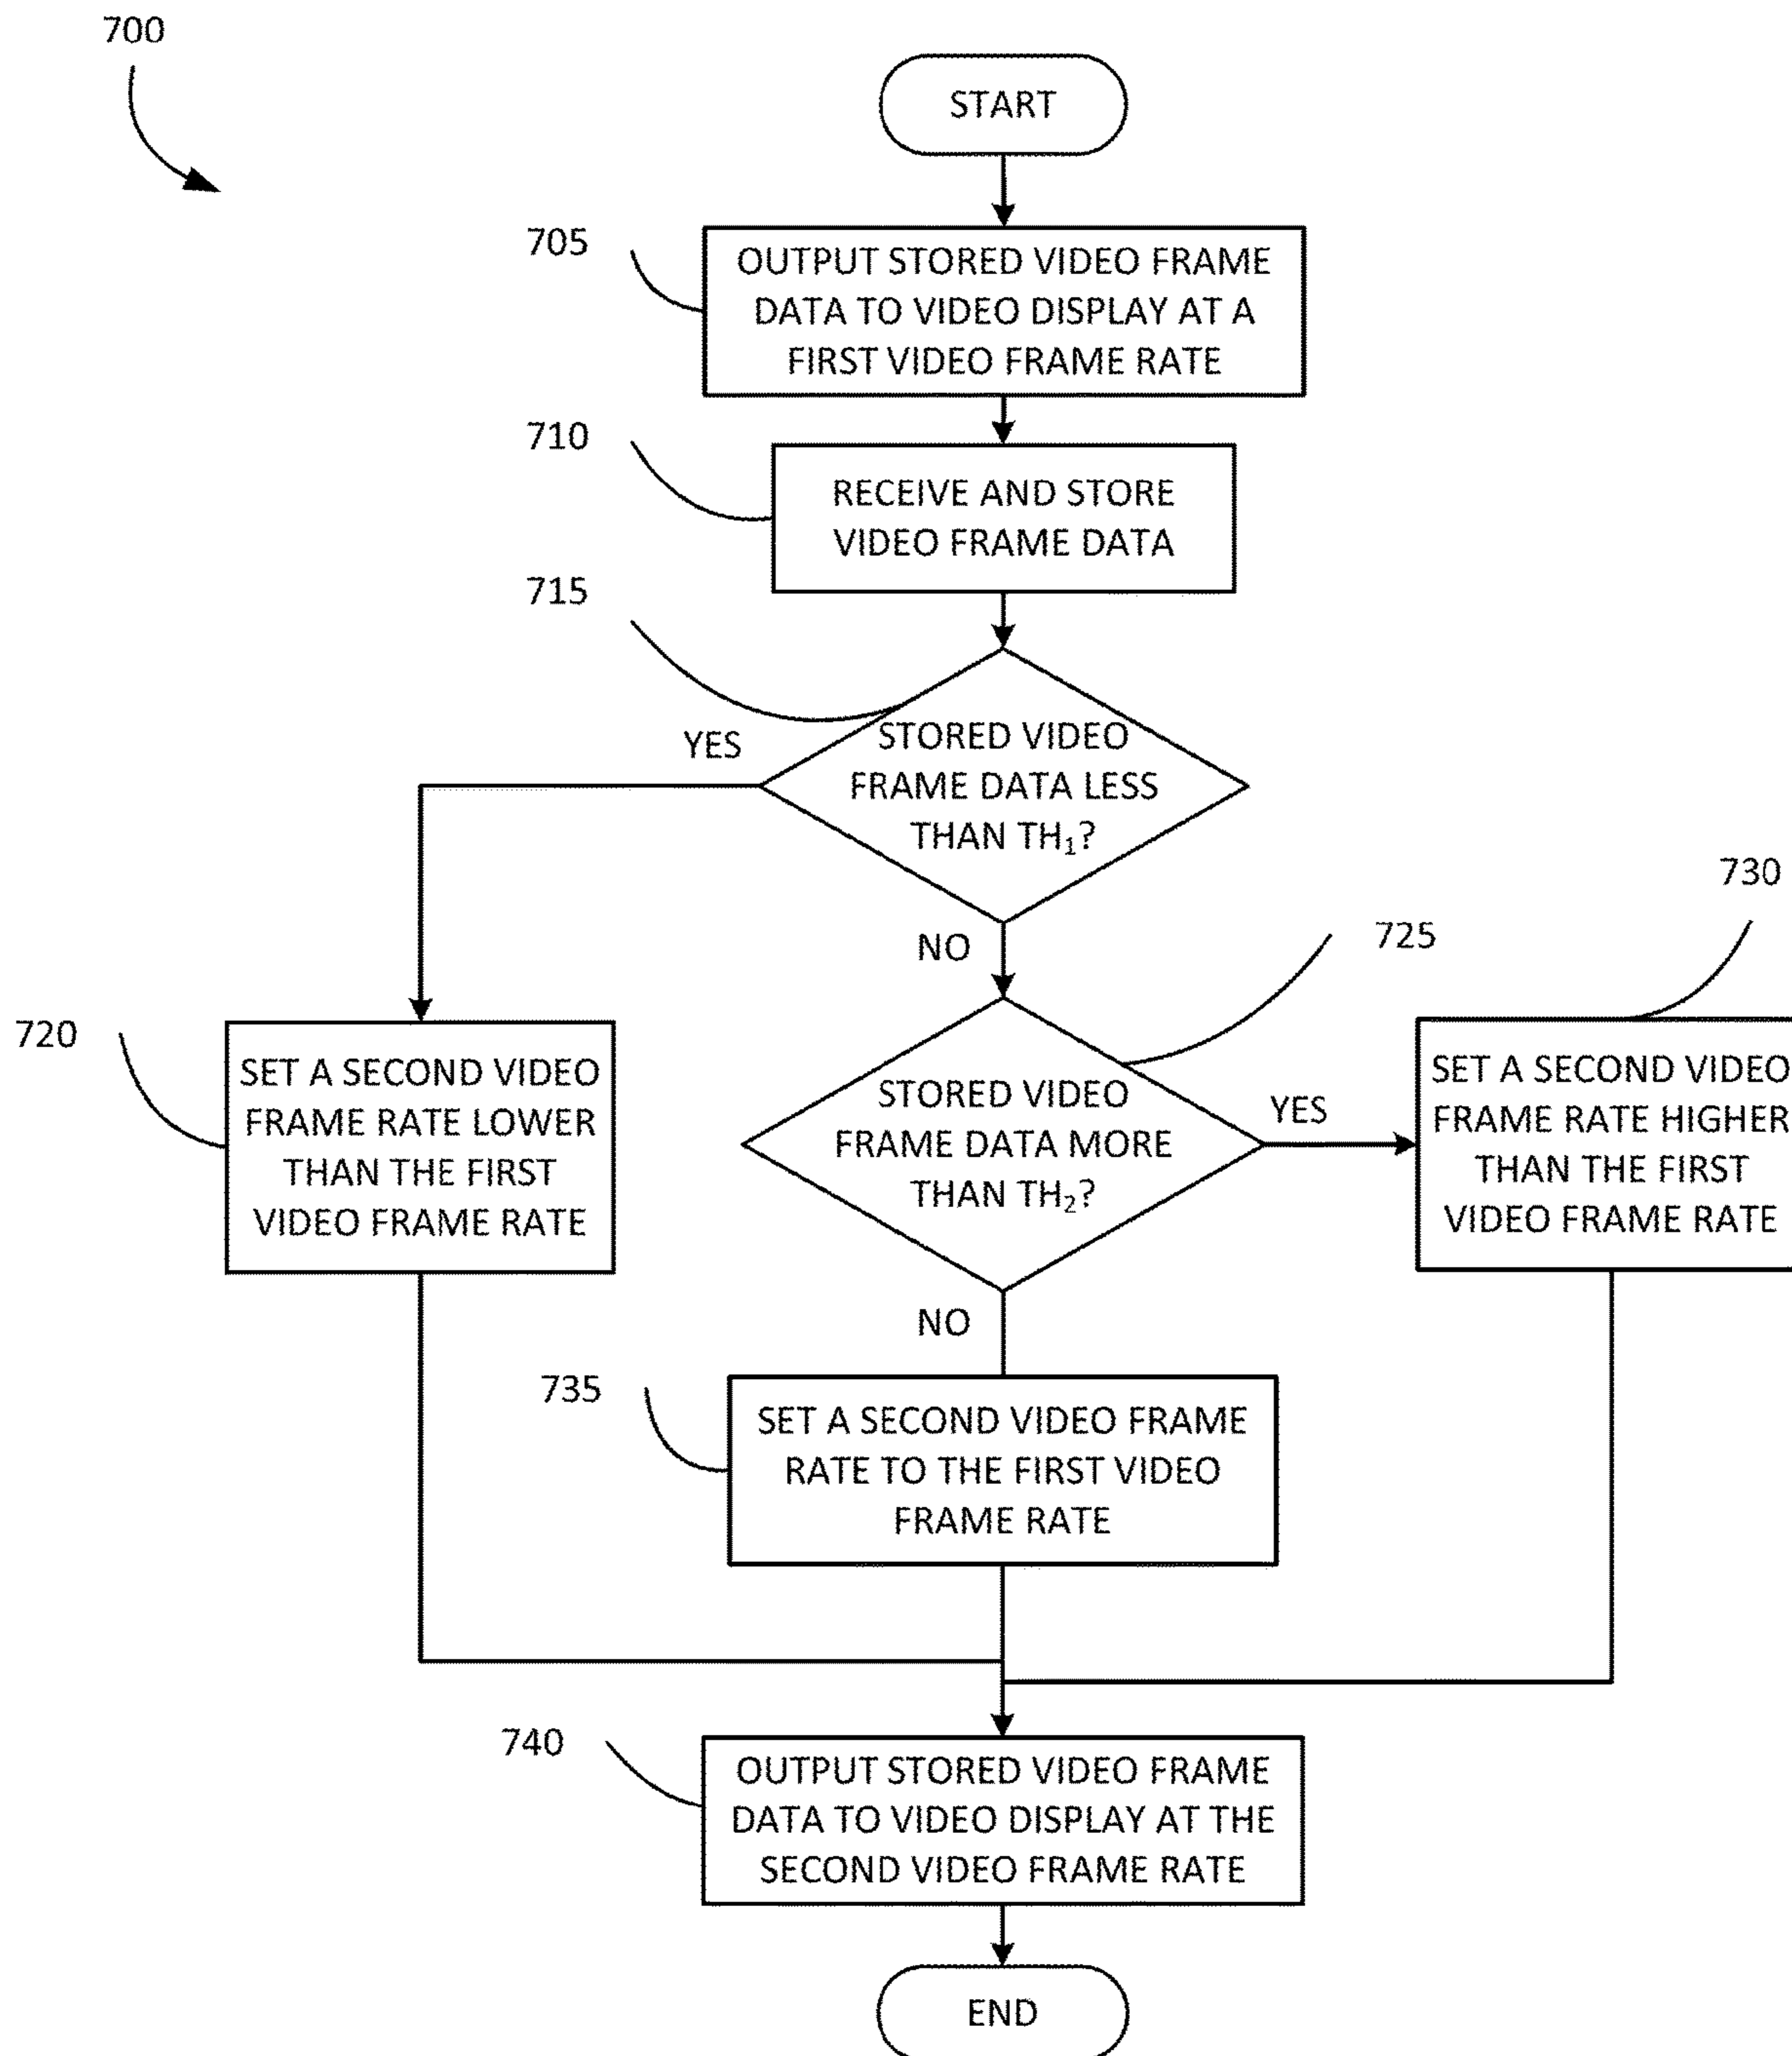 700
START
705
OUTPUT STORED VIDEO FRAME
DATA TO VIDEO DISPLAY AT A
FIRST VIDEO FRAME RATE
710
RECEIVE AND STORE
VIDEO FRAME DATA
715
YES
STORED VIDEO
FRAME DATA LESS
THAN TH₁?
NO
725
730
720
SET A SECOND VIDEO
FRAME RATE LOWER
THAN THE FIRST
VIDEO FRAME RATE
STORED VIDEO
FRAME DATA MORE
THAN TH₂?
YES
SET A SECOND VIDEO
FRAME RATE HIGHER
THAN THE FIRST
VIDEO FRAME RATE
NO
735
SET A SECOND VIDEO FRAME
RATE TO THE FIRST VIDEO
FRAME RATE
740
OUTPUT STORED VIDEO FRAME
DATA TO VIDEO DISPLAY AT THE
SECOND VIDEO FRAME RATE
END